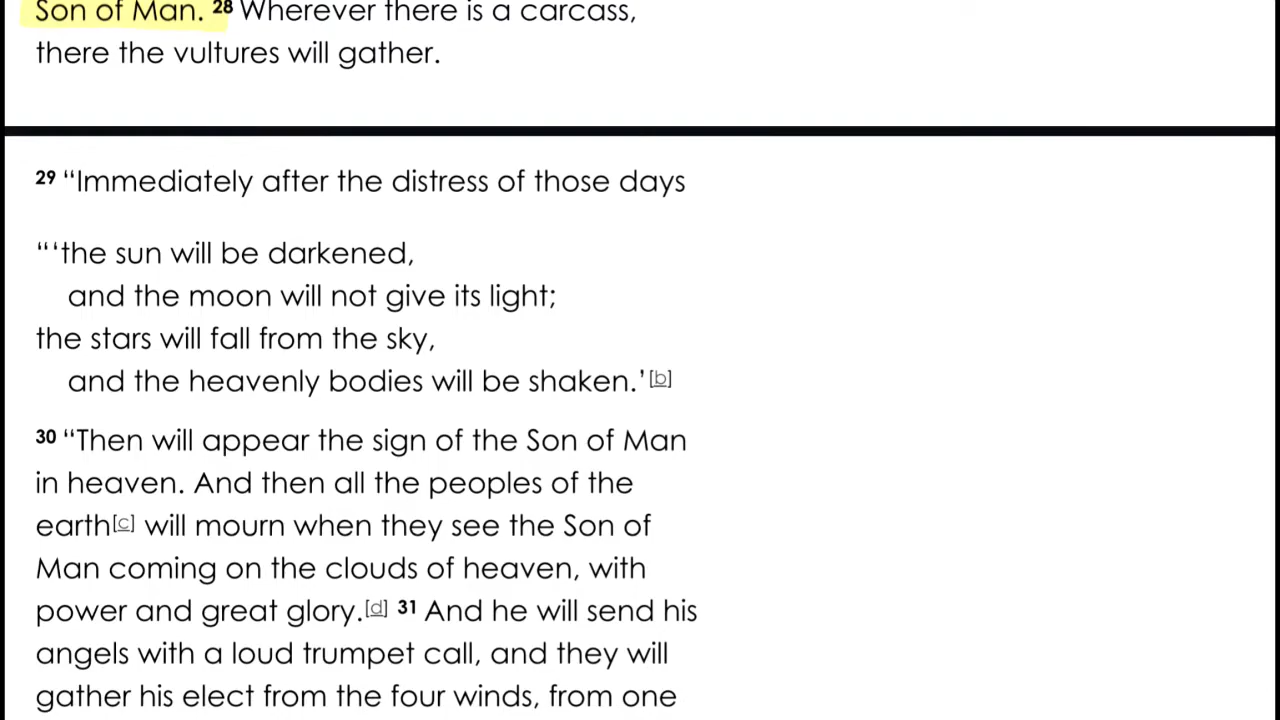 Son of Man. 28 Wherever there is a carcass,
there the vultures will gather.
29 “Immediately after the distress of those days
“‘the sun will be darkened,
and the moon will not give its light;
the stars will fall from the sky,
and the heavenly bodies will be shaken.’[b]
30 “Then will appear the sign of the Son of Man
in heaven. And then all the peoples of the
earth[c] will mourn when they see the Son of
Man coming on the clouds of heaven, with
power and great glory.[d] 31 And he will send his
angels with a loud trumpet call, and they will
gather his elect from the four winds, from one